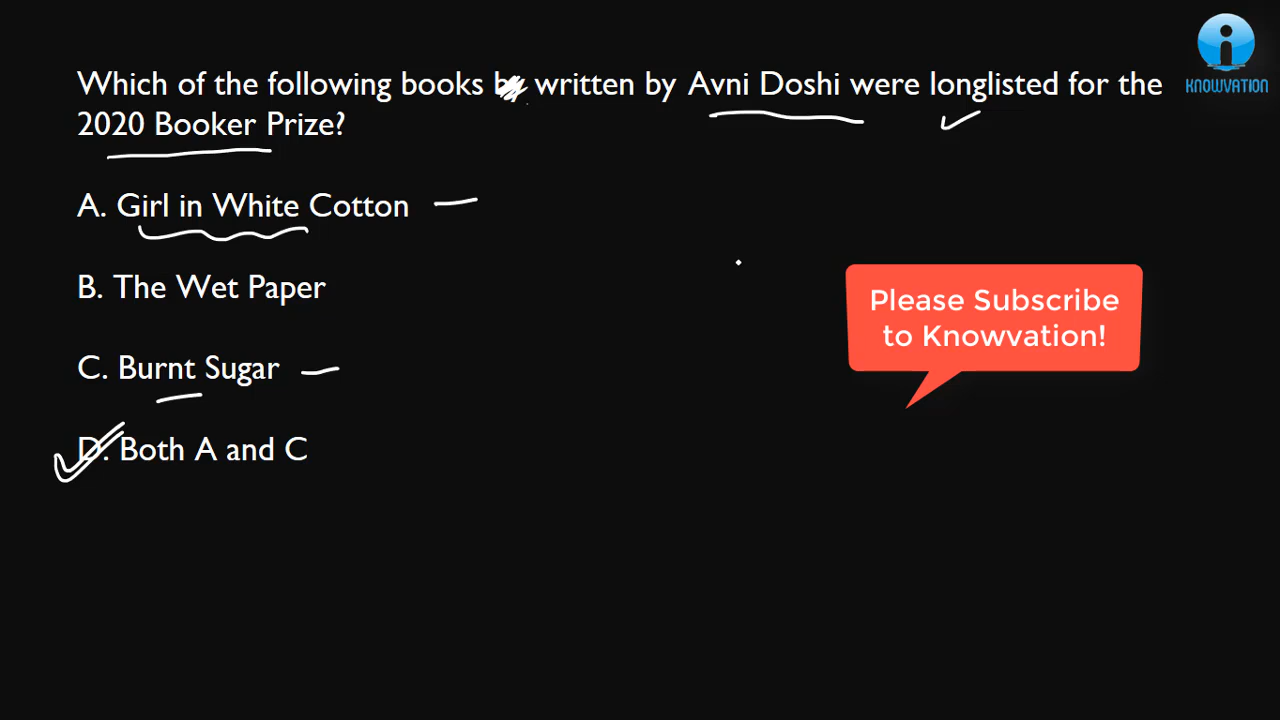 Which of the following books by written by Avni Doshi were longlisted for the
2020 Booker Prize?
A. Girl in White Cotton
B. The Wet Paper
C. Burnt Sugar
D. Both A and C
Please Subscribe
to Knowvation!
KNOWVATION